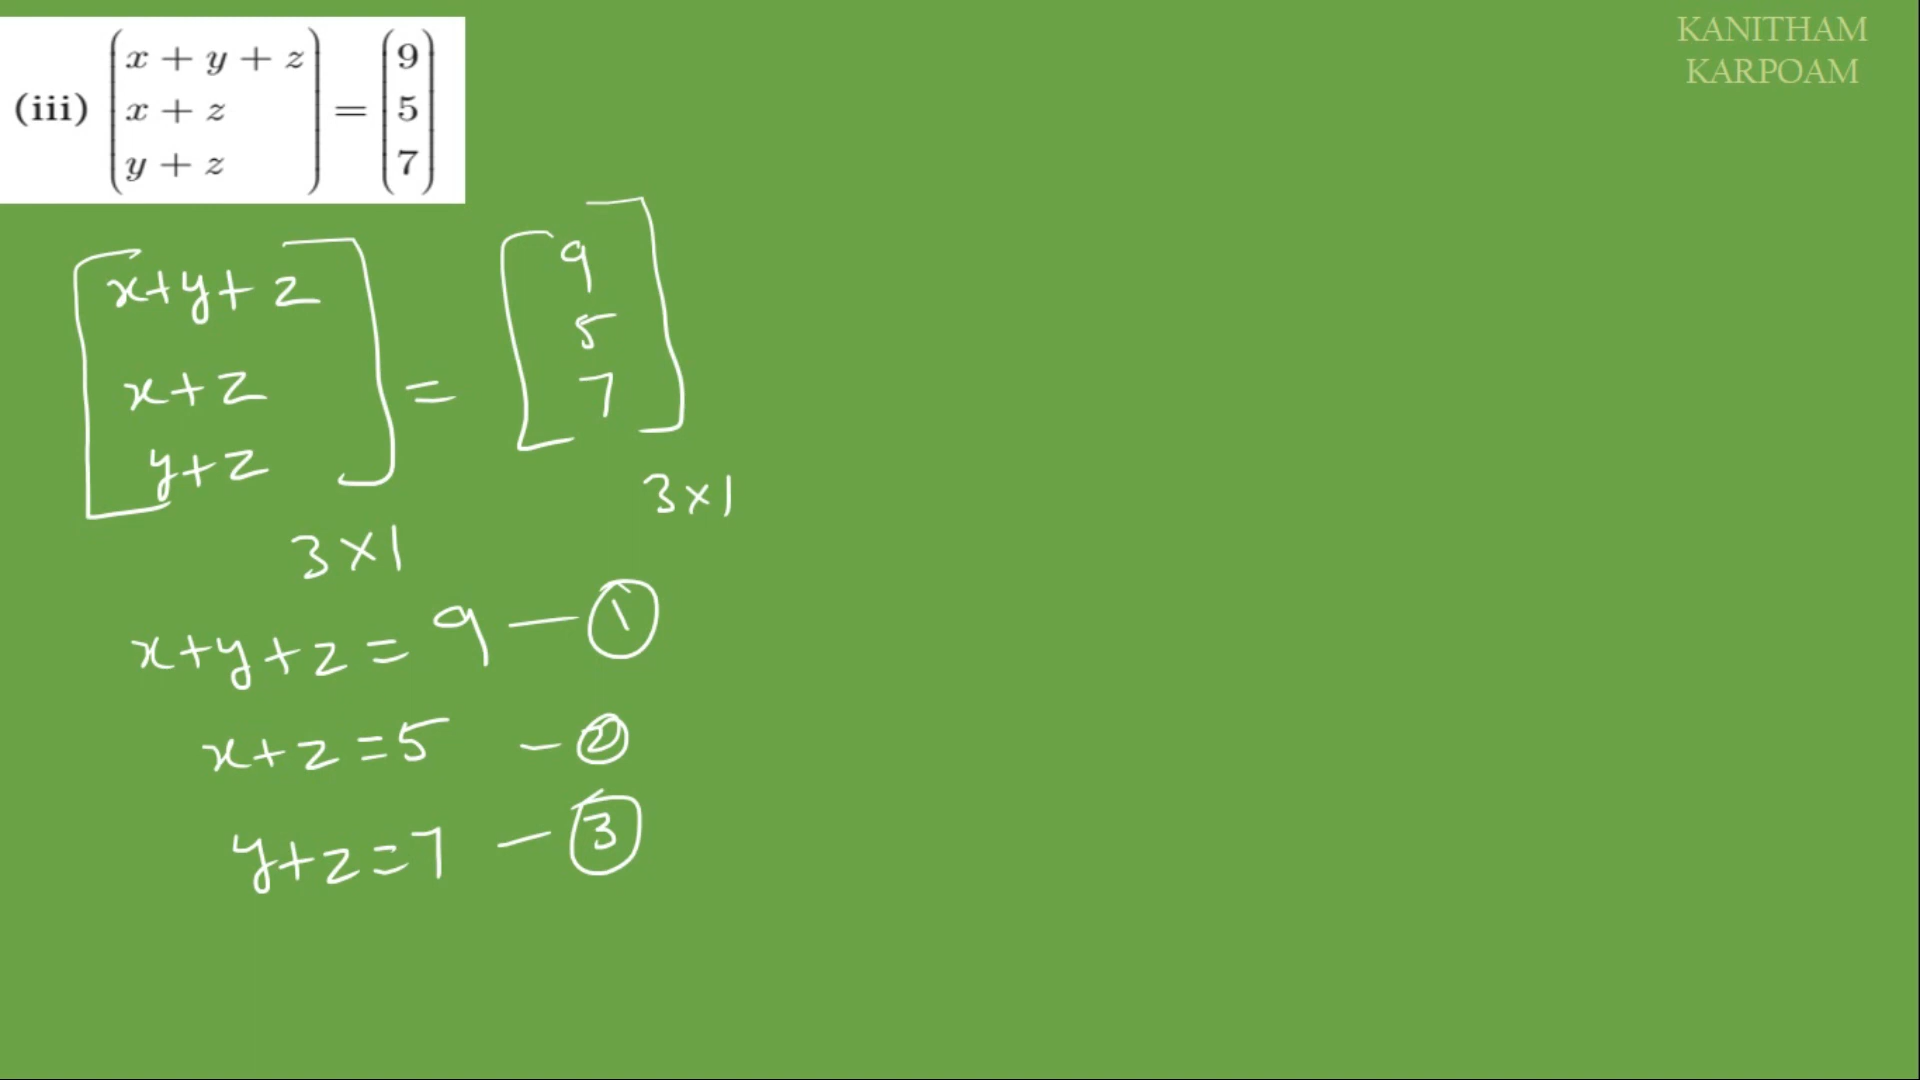 KANITHAM
KARPOAM
(iii) x + y + z
x + z
y + z
=
9
5
7
x+y+z
x+z
y+z
=
9
5
7
3×1
3×1
x+y+z=9 — 1
x+z=5 — 2
y+z=7 — 3